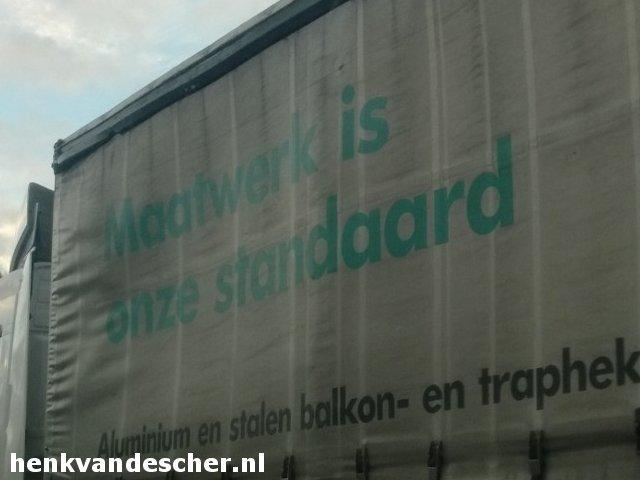 Maatwerk is
onze standaard
Aluminium en stalen balkon- en traphek
henkvandescher.nl